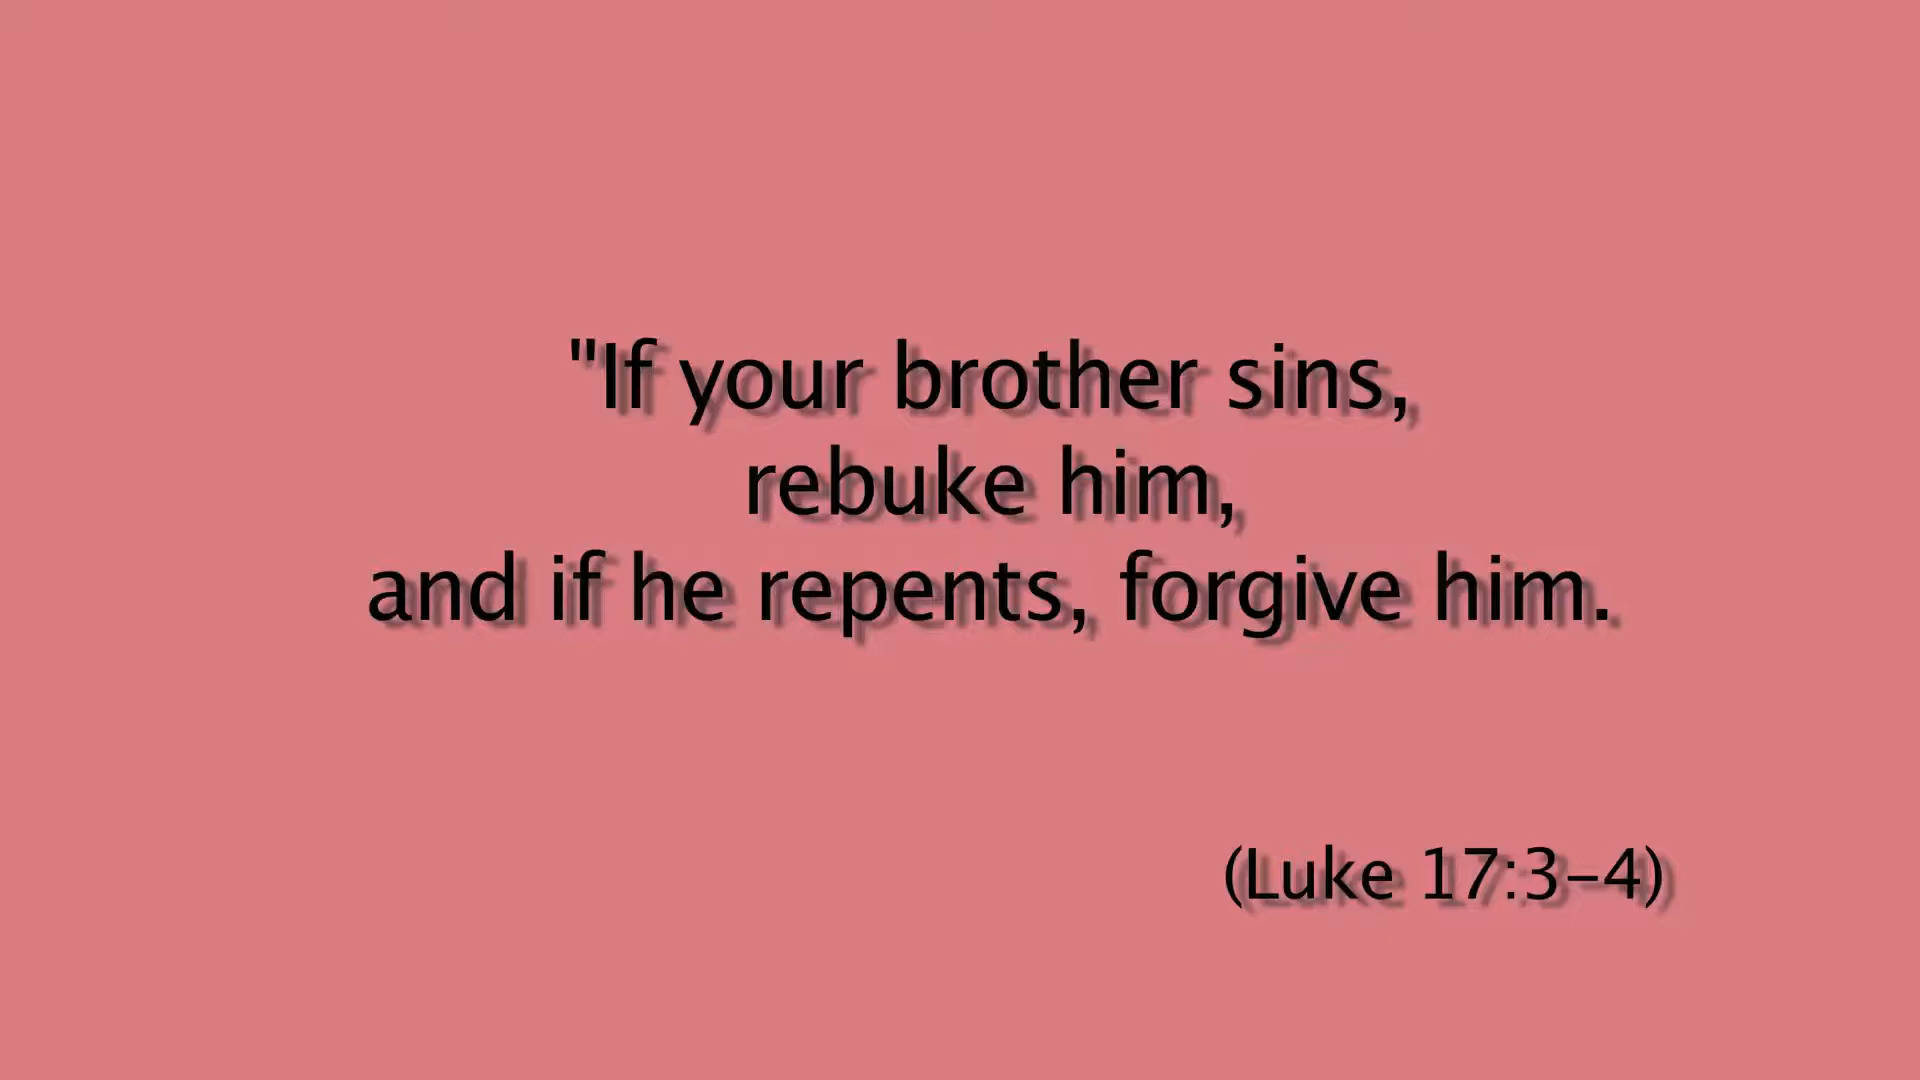 "If your brother sins,
rebuke him,
and if he repents, forgive him.
(Luke 17:3-4)